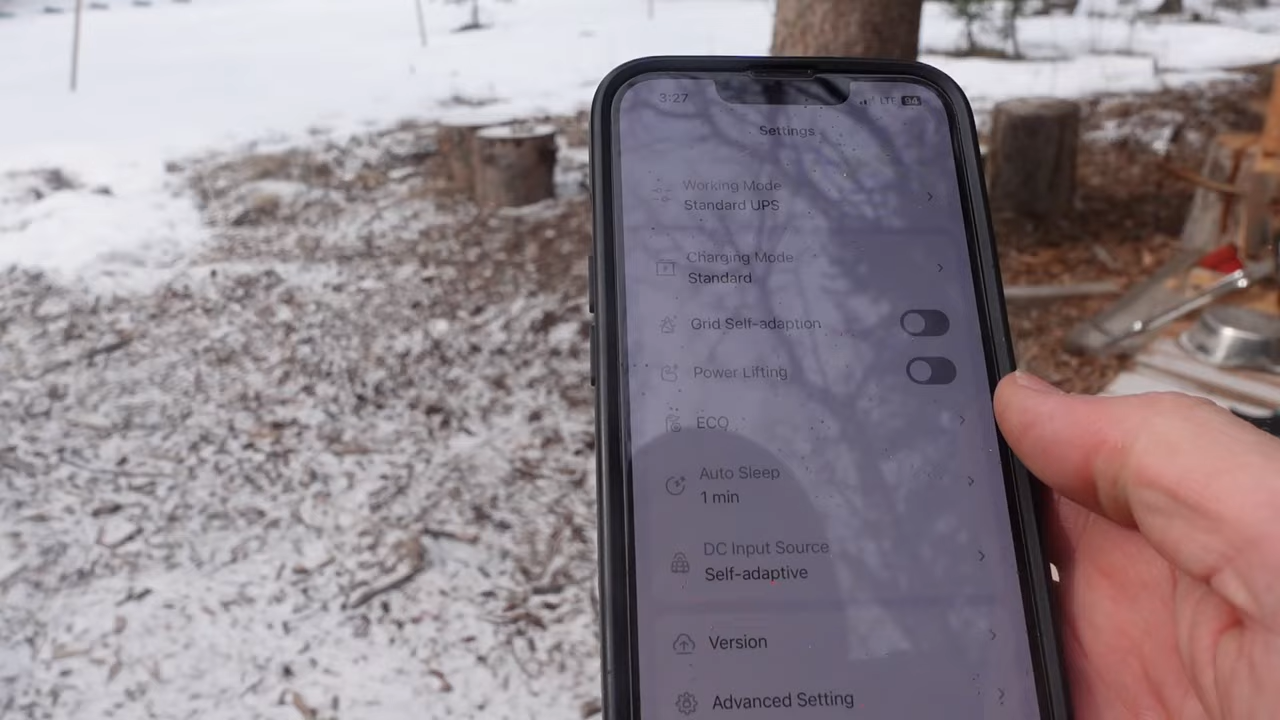 3:27
LTE 94
Settings
Working Mode
Standard UPS
Charging Mode
Standard
Grid Self-adaption
Power Lifting
ECO
Auto Sleep
1 min
DC Input Source
Self-adaptive
Version
Advanced Setting